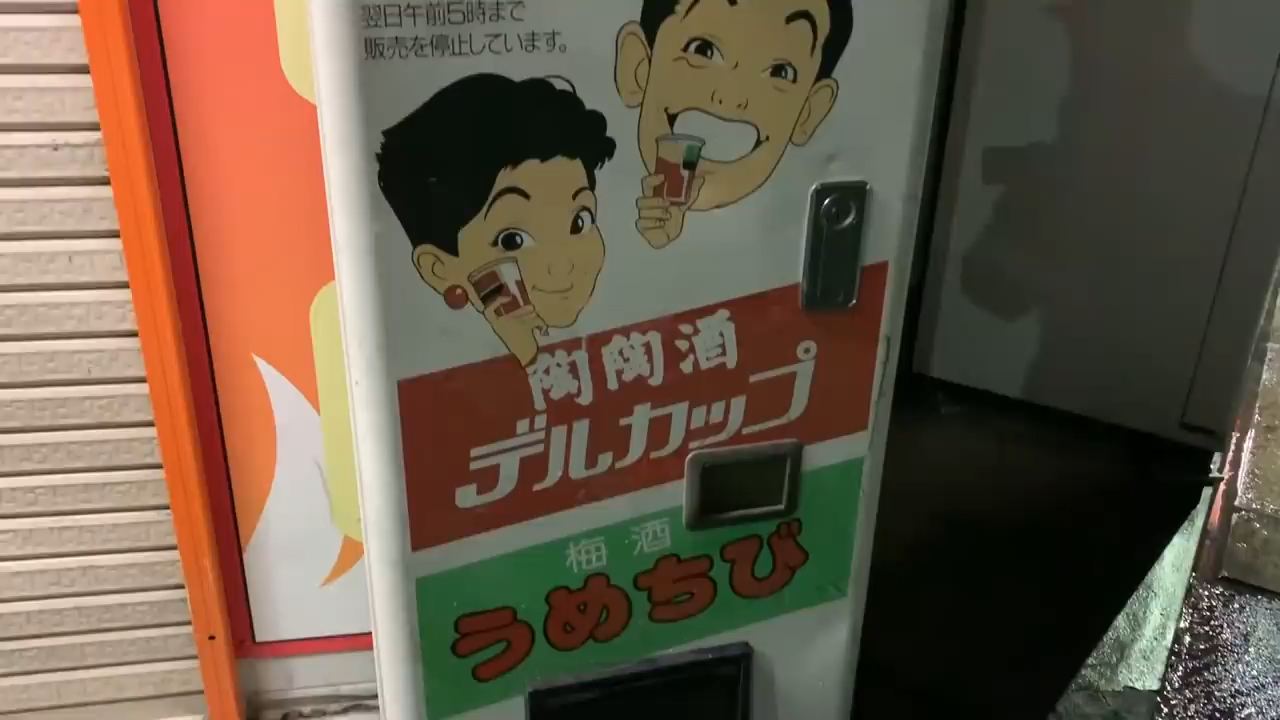 翌日午前5時まで
販売を停止しています。
陶陶酒
デルカップ
梅酒
うめちび